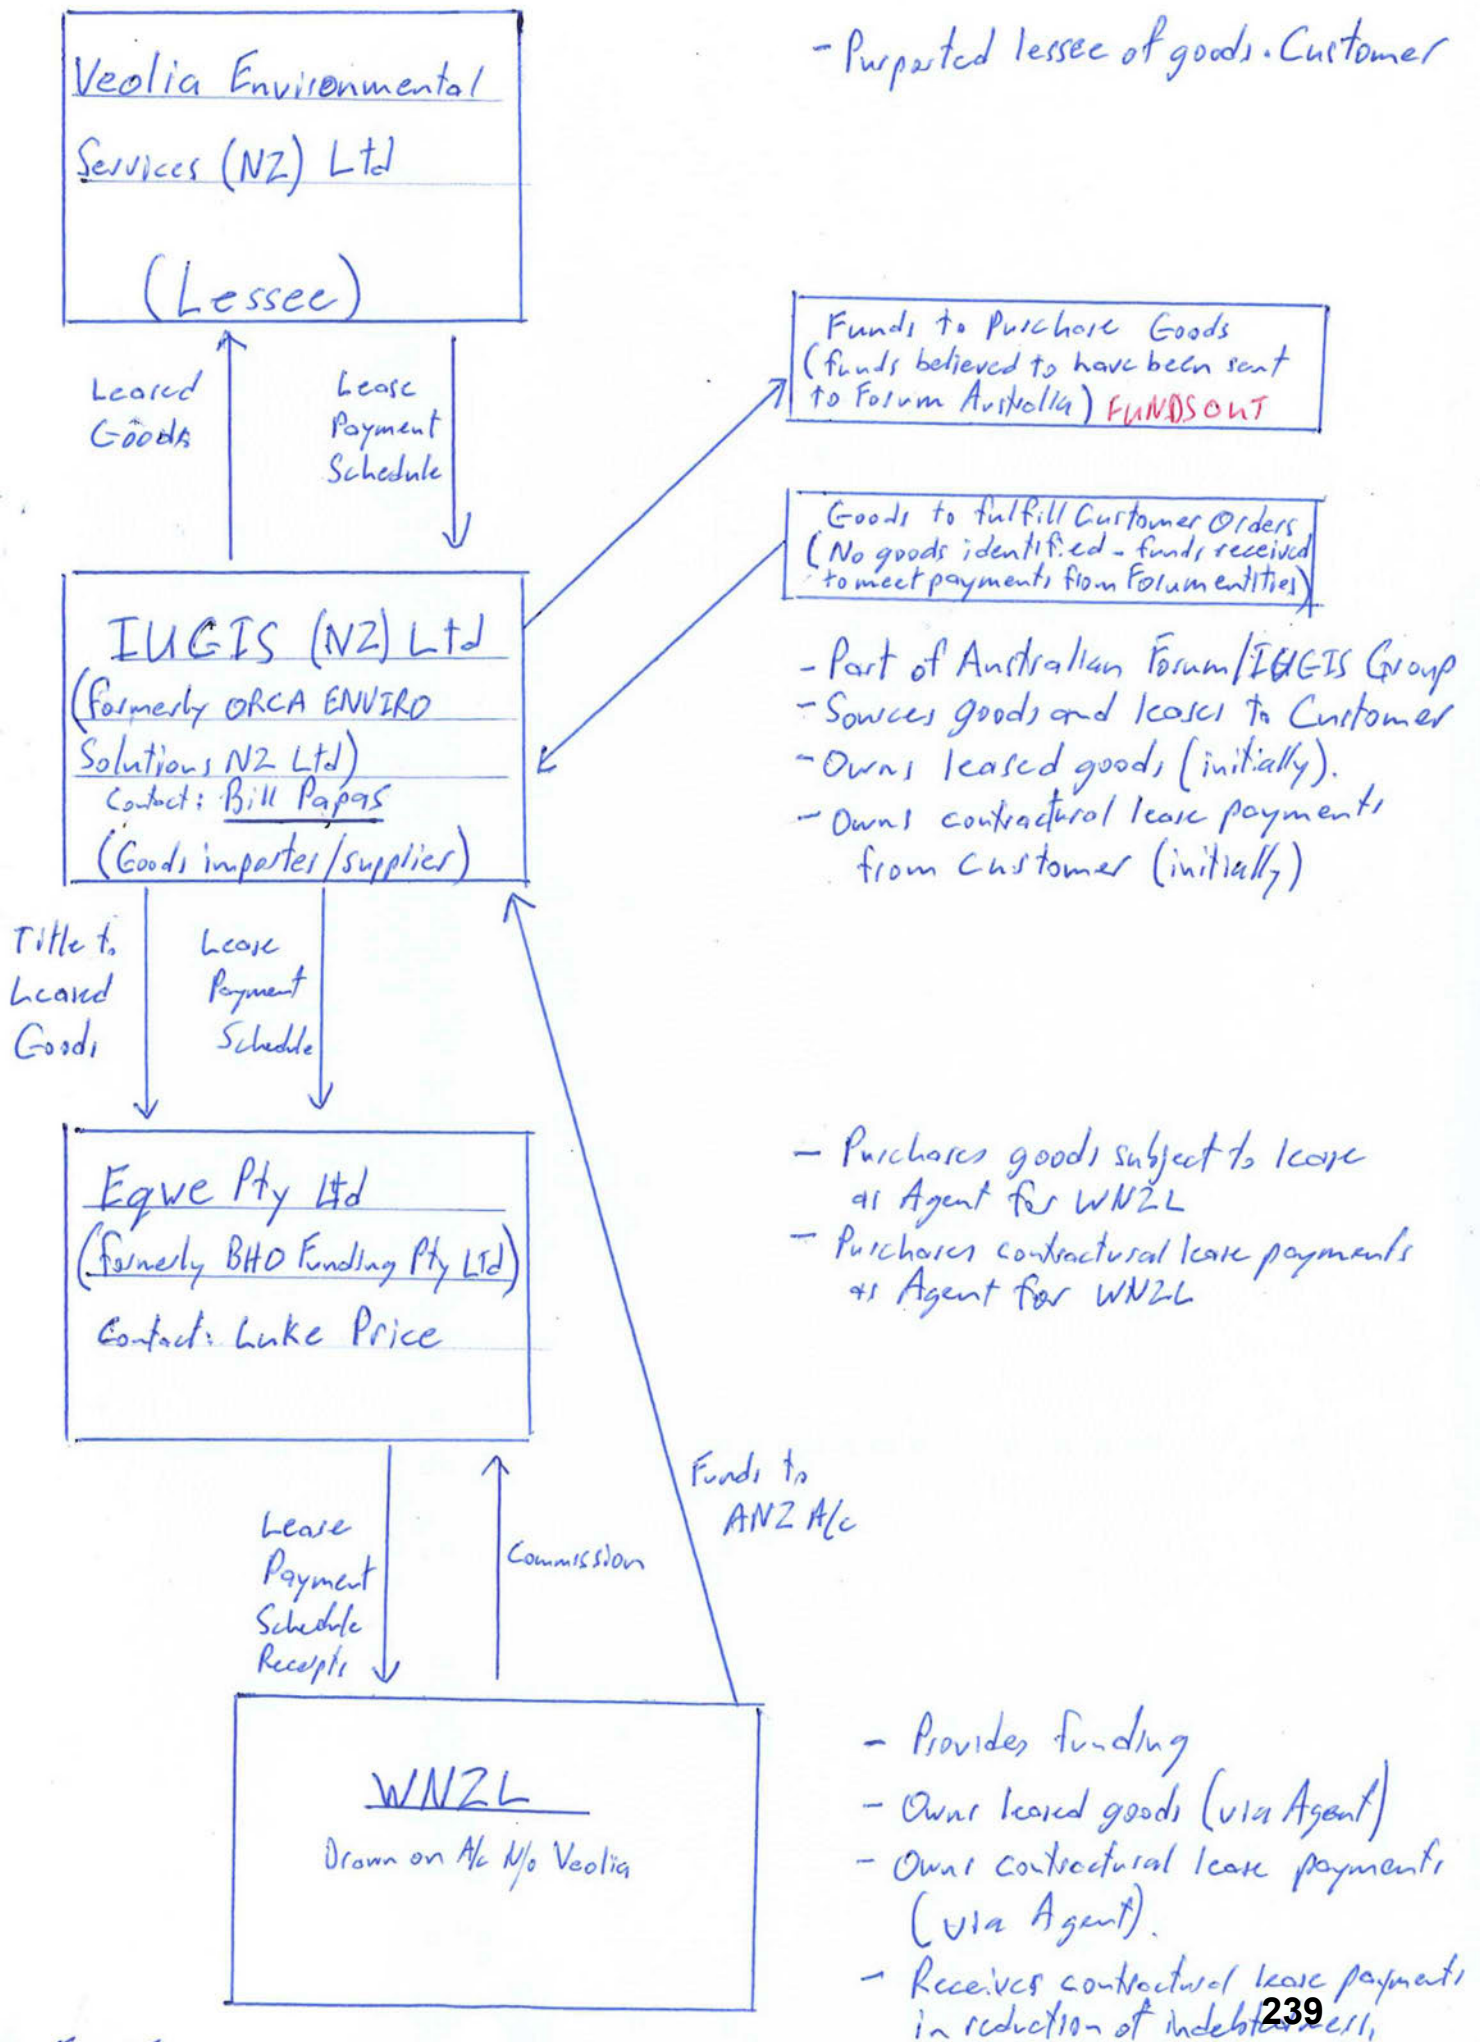 Veolia Environmental
Services (NZ) Ltd
(Lessee)
- Purported lessee of goods. Customer
Leased
Goods
Lease
Payment
Schedule
Funds to Purchase Goods
(funds believed to have been sent
to Forum Australia) FUNDS OUT
Goods to fulfill Customer Orders
(No goods identified - funds received
to meet payments from Forum entities)
IUGIS (NZ) Ltd
(formerly ORCA ENVIRO
Solutions NZ Ltd)
Contact: Bill Papas
(Goods importer/supplier)
- Part of Australian Forum/IUGIS Group
- Sources goods and leases to Customer
- Owns leased goods (initially).
- Owns contractural lease payments
from customer (initially)
Title to
Leased
Goods
Lease
Payment
Schedule
Eqwe Pty Ltd
(formerly BHO Funding Pty Ltd)
Contact: Luke Price
- Purchases goods subject to lease
as Agent for WNZL
- Purchases contractural lease payments
as Agent for WNZL
Funds to
ANZ A/c
Lease
Payment
Schedule
Receipts
Commission
WNZL
Drawn on A/c N/o Veolia
- Provides funding
- Owns leased goods (via Agent)
- Owns contractural lease payments
(via Agent).
- Receives contractural lease payments
in reduction of
239